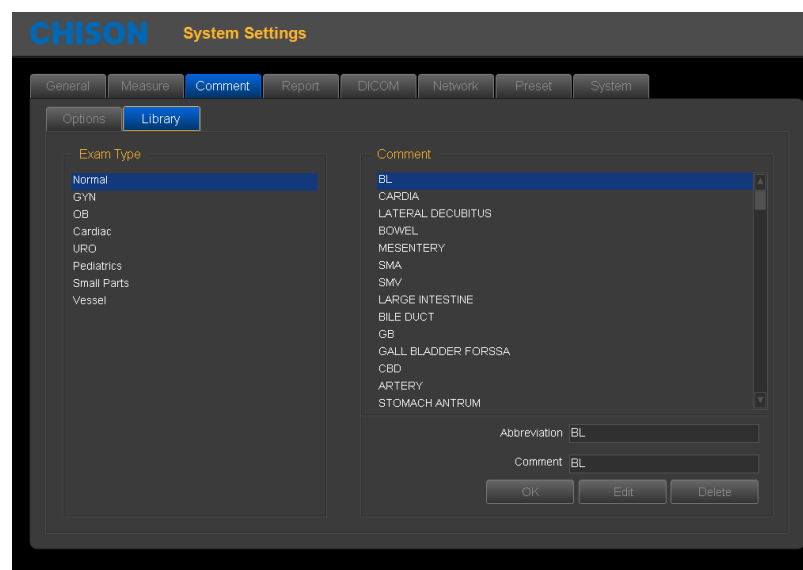 CHISON System Settings
General Measure Comment Report DICOM Network Preset System
Options Library
Exam Type
Normal
GYN
OB
Cardiac
URO
Pediatrics
Small Parts
Vessel
Comment
BL
CARDIA
LATERAL DECUBITUS
BOWEL
MESENTERY
SMA
SMV
LARGE INTESTINE
BILE DUCT
GB
GALL BLADDER FORSSA
CBD
ARTERY
STOMACH ANTRUM
Abbreviation BL
Comment BL
OK Edit Delete